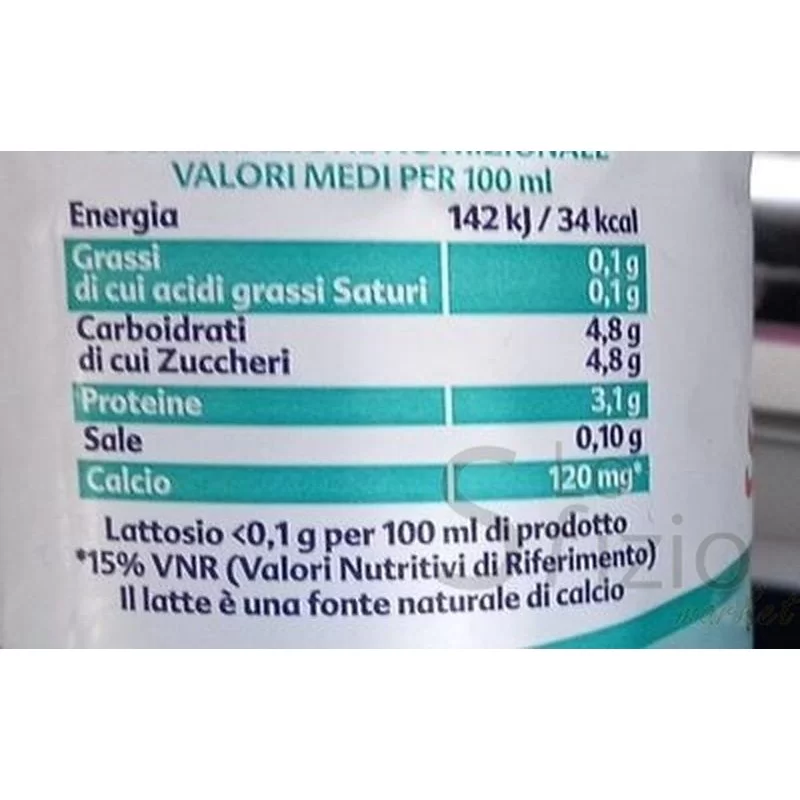 VALORI MEDI PER 100 ml
Energia 142 kJ / 34 kcal
Grassi 0,1 g
di cui acidi grassi Saturi 0,1 g
Carboidrati 4,8 g
di cui Zuccheri 4,8 g
Proteine 3,1 g
Sale 0,10 g
Calcio 120 mg*
Lattosio <0,1 g per 100 ml di prodotto
*15% VNR (Valori Nutritivi di Riferimento)
Il latte è una fonte naturale di calcio
Lo Sfizio
market